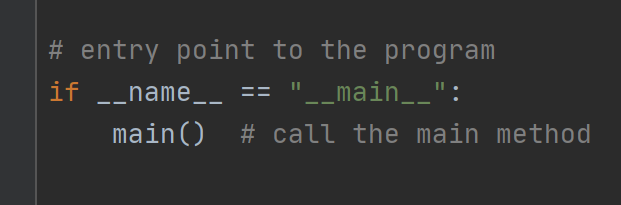 # entry point to the program
if __name__ == "__main__":
    main()  # call the main method